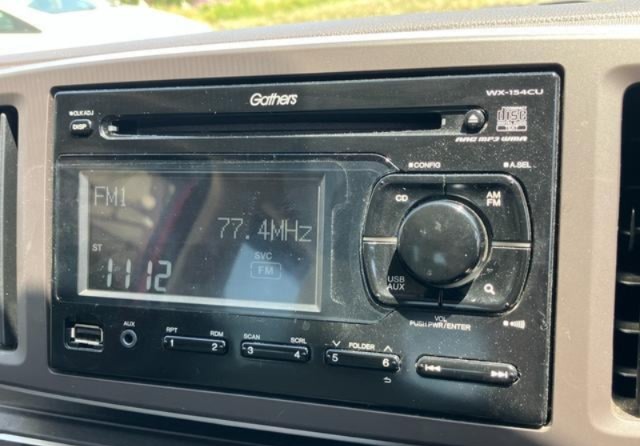 Gathers
WX-154CU
CLK ADJ
DISP
disc
TEXT
AAC MP3 WMA
CONFIG
A.SEL
FM1
77.4MHz
ST
SVC
FM
11 12
CD
AM
FM
USB
AUX
VOL
PUSH PWR/ENTER
AUX
RPT RDM
1 2
SCAN SCRL
3 4
FOLDER
5 6